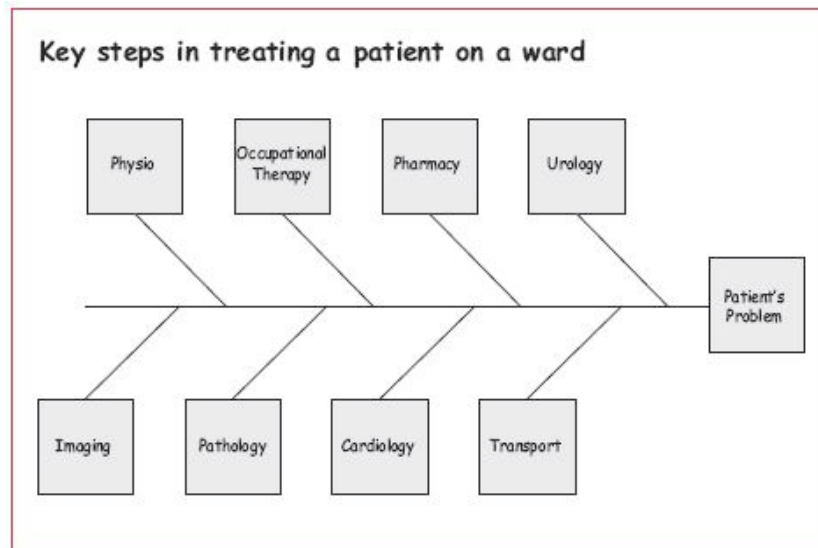 Key steps in treating a patient on a ward
Physio
Occupational
Therapy
Pharmacy
Urology
Patient's
Problem
Imaging
Pathology
Cardiology
Transport